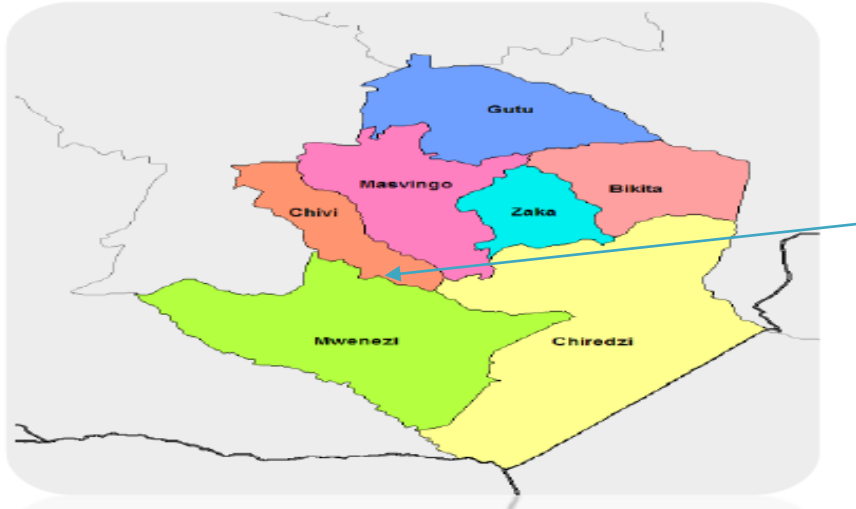 Gutu
Masvingo
Bikita
Chivi
Zaka
Mwenezi
Chiredzi